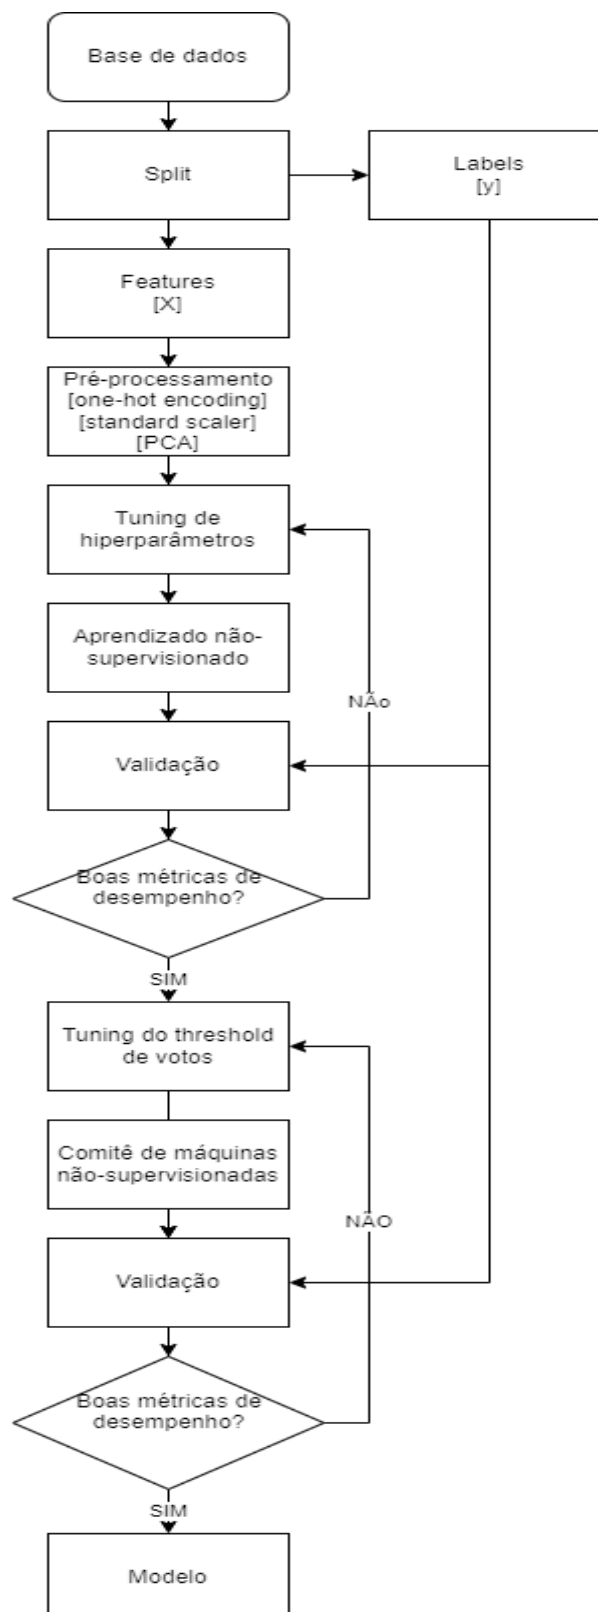 Base de dados
Split
Labels
[y]
Features
[X]
Pré-processamento
[one-hot encoding]
[standard scaler]
[PCA]
Tuning de
hiperparâmetros
Aprendizado não-
supervisionado
NÃo
Validação
Boas métricas de
desempenho?
SIM
Tuning do threshold
de votos
Comitê de máquinas
não-supervisionadas
NÃO
Validação
Boas métricas de
desempenho?
SIM
Modelo